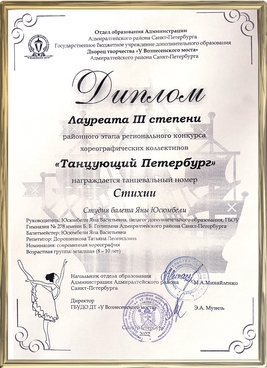 Отдел образования Администрации
Адмиралтейского района Санкт-Петербурга
Государственное бюджетное учреждение дополнительного образования
Дворец творчества «У Вознесенского моста»
Адмиралтейского района Санкт-Петербурга
Диплом
Лауреата III степени
районного этапа регионального конкурса
хореографических коллективов
«Танцующий Петербург»
награждается танцевальный номер
Стихии
Студия балета Яны Юсюмбели
Руководитель: Юсюмбели Яна Васильевна, педагог дополнительного образования, ГБОУ
Гимназия № 278 имени Б. Б. Голицына Адмиралтейского района Санкт-Петербурга
Балетмейстер: Юсюмбели Яна Васильевна
Репетитор: Татьяна
Номинация: современная хореография
Возрастная группа: младшая (8 – 10 лет)
Начальник отдела образования
Администрации Адмиралтейского района
Санкт-Петербурга
М.А.Михайленко
Директор
ГБУДО ДТ «У Вознесенского моста»
Э.А. Музиль
Санкт-Петербург
2022